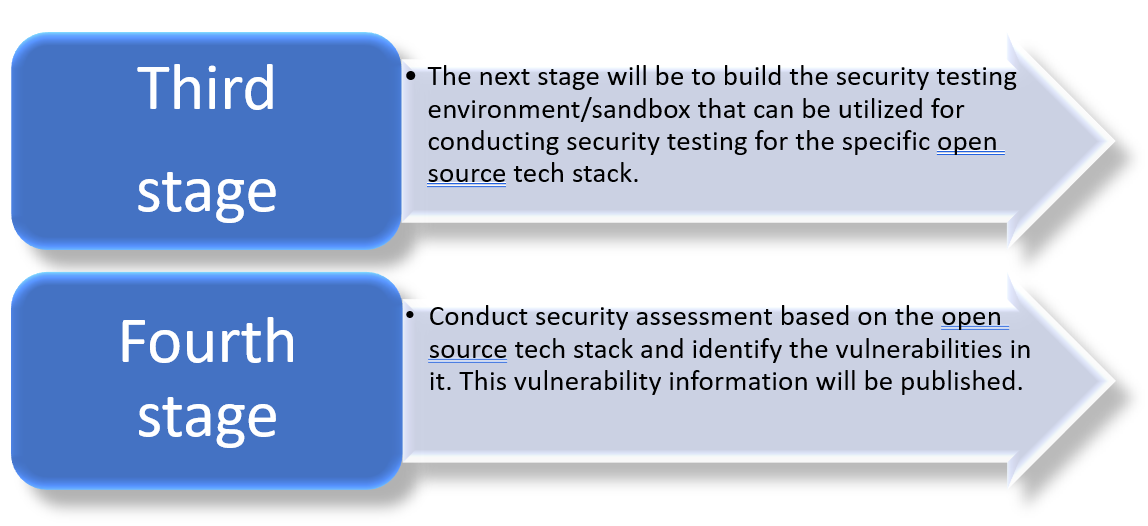 Third
stage
• The next stage will be to build the security testing
environment/sandbox that can be utilized for
conducting security testing for the specific open
source tech stack.
Fourth
stage
• Conduct security assessment based on the open
source tech stack and identify the vulnerabilities in
it. This vulnerability information will be published.